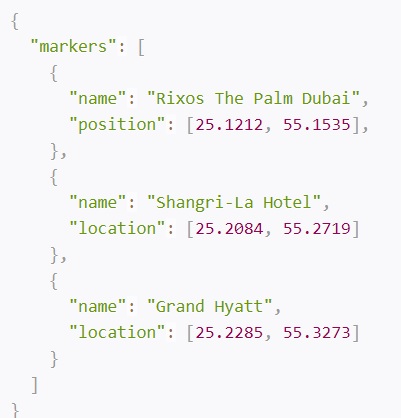 {
  "markers": [
    {
      "name": "Rixos The Palm Dubai",
      "position": [25.1212, 55.1535],
    },
    {
      "name": "Shangri-La Hotel",
      "location": [25.2084, 55.2719]
    },
    {
      "name": "Grand Hyatt",
      "location": [25.2285, 55.3273]
    }
  ]
}